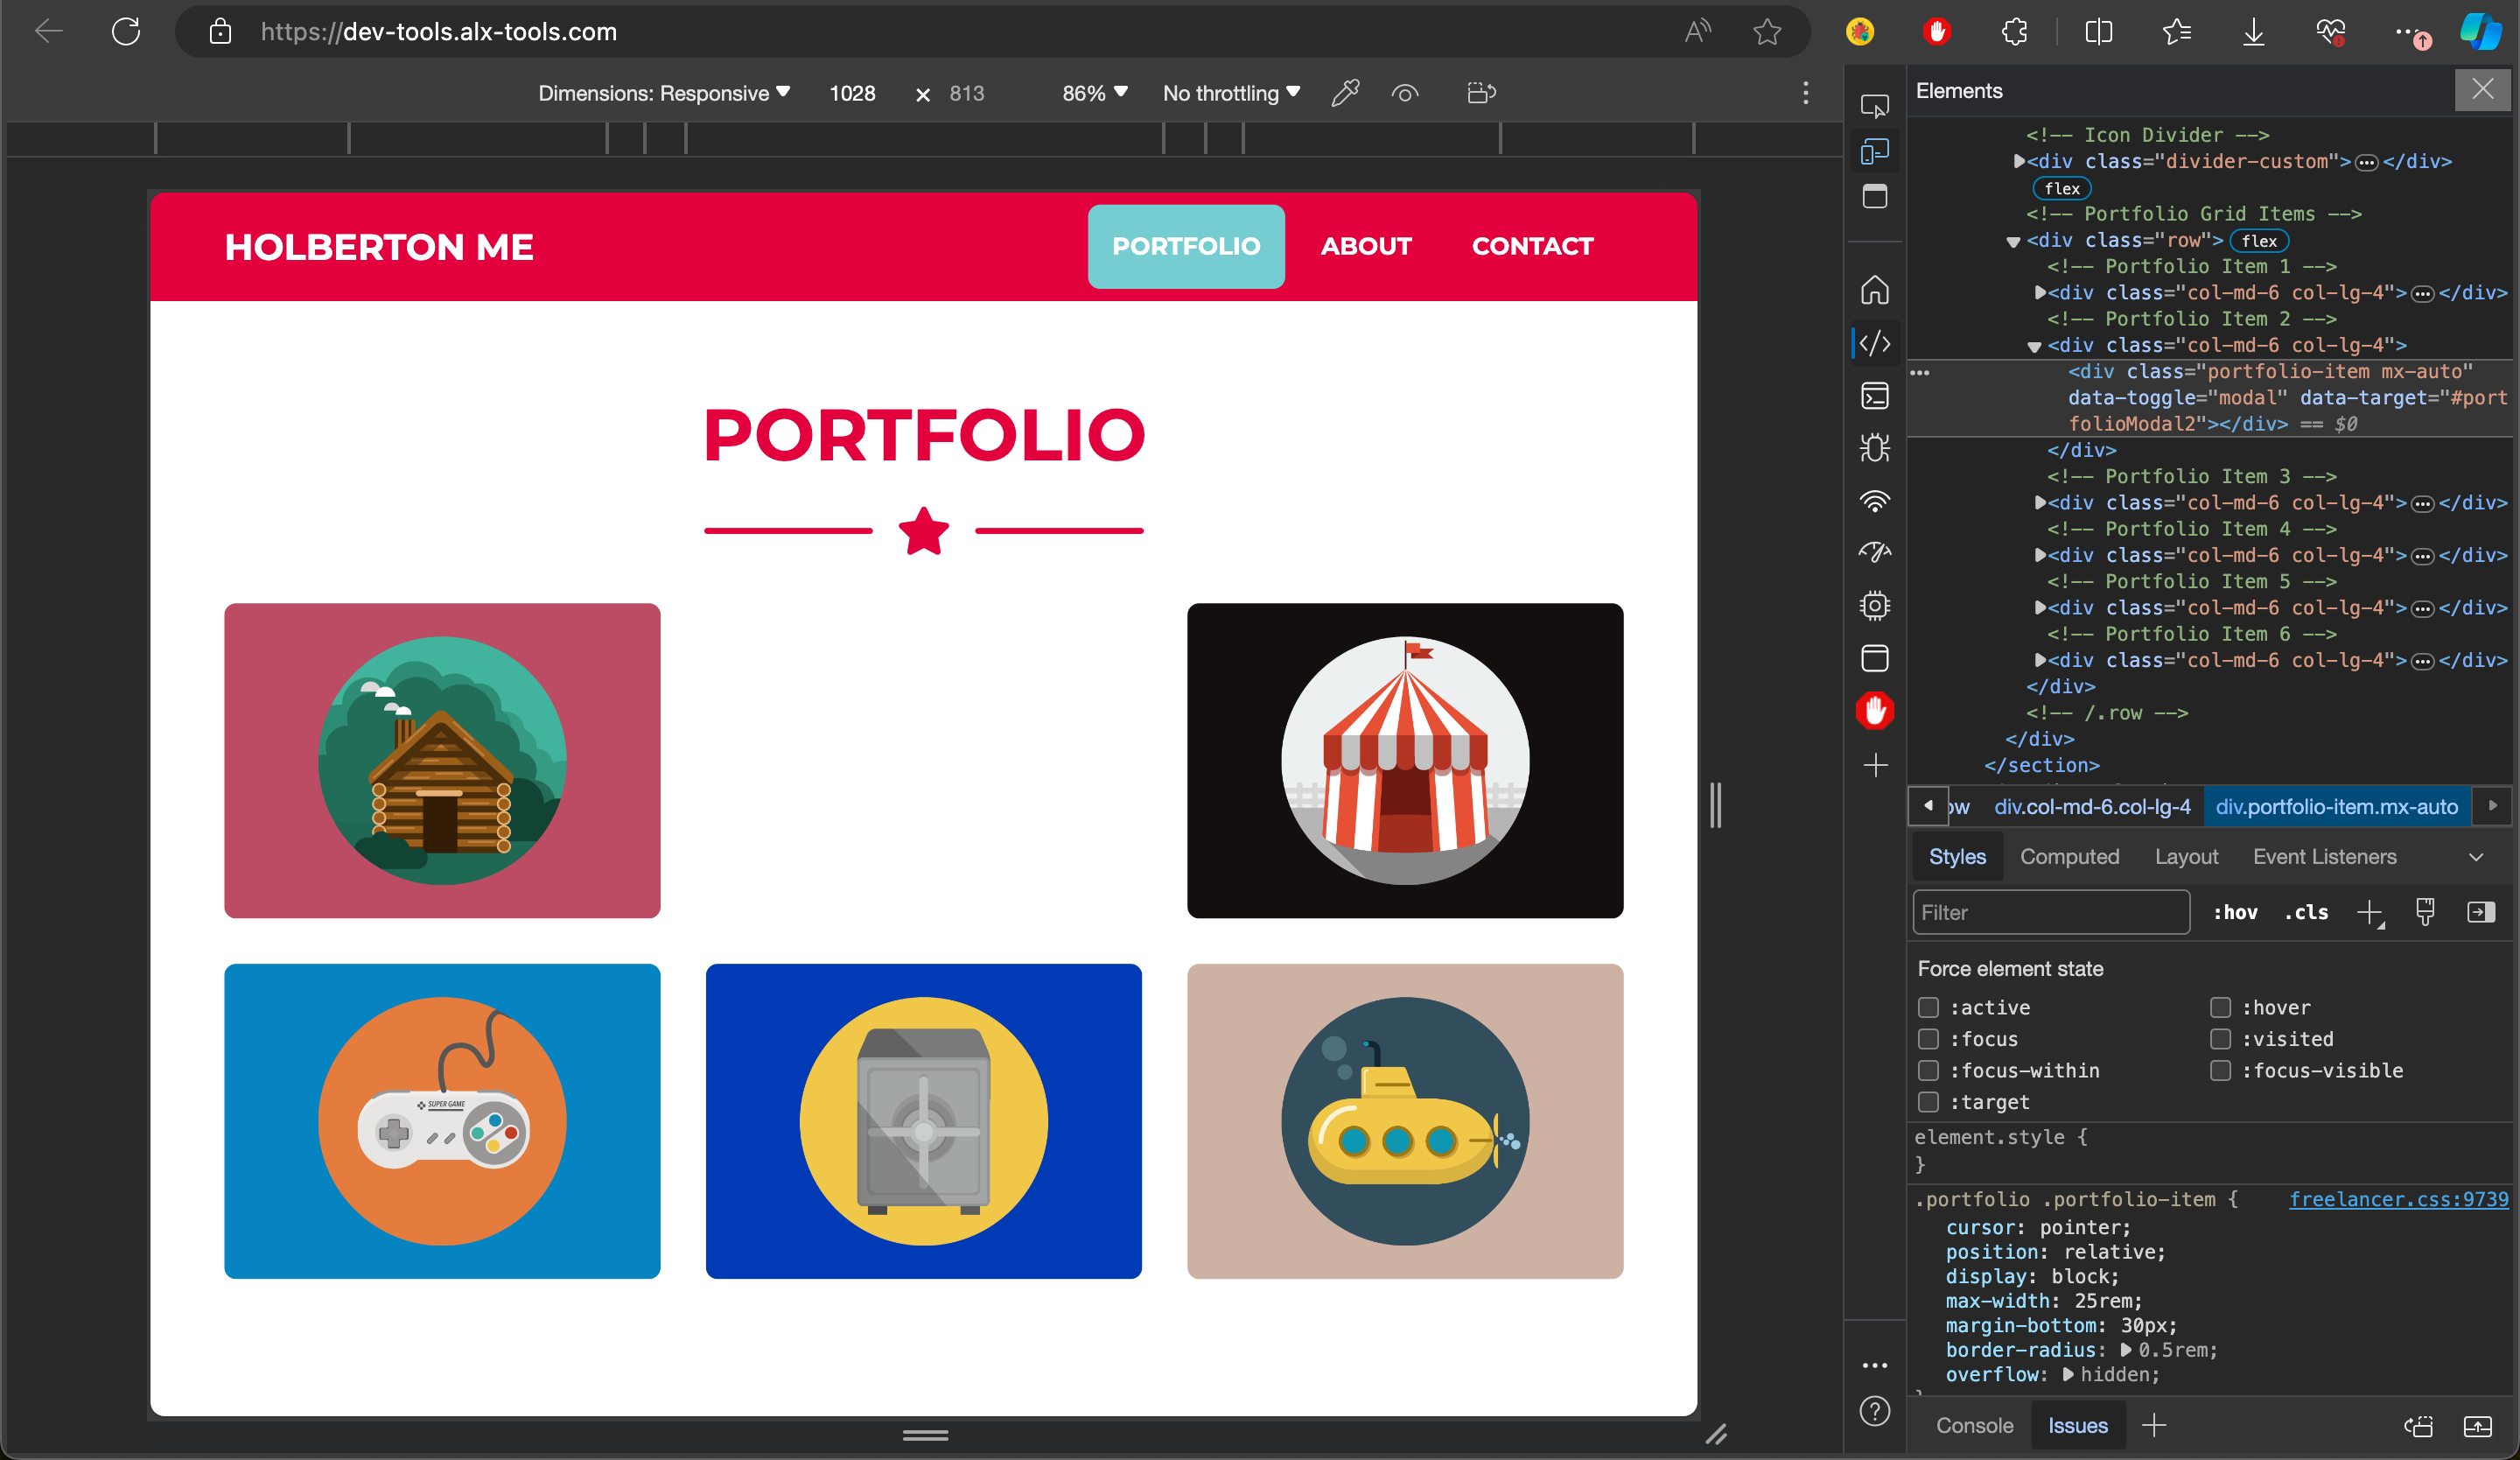 https://dev-tools.alx-tools.com
Dimensions: Responsive 1028 × 813 86% No throttling
HOLBERTON ME PORTFOLIO ABOUT CONTACT
PORTFOLIO
SUPER GAME
Elements
<!-- Icon Divider -->
<div class="divider-custom">…</div>
flex
<!-- Portfolio Grid Items -->
<div class="row"> flex
<!-- Portfolio Item 1 -->
<div class="col-md-6 col-lg-4">…</div>
<!-- Portfolio Item 2 -->
<div class="col-md-6 col-lg-4">
<div class="portfolio-item mx-auto"
data-toggle="modal" data-target="#port
folioModal2"></div> == $0
</div>
<!-- Portfolio Item 3 -->
<div class="col-md-6 col-lg-4">…</div>
<!-- Portfolio Item 4 -->
<div class="col-md-6 col-lg-4">…</div>
<!-- Portfolio Item 5 -->
<div class="col-md-6 col-lg-4">…</div>
<!-- Portfolio Item 6 -->
<div class="col-md-6 col-lg-4">…</div>
</div>
<!-- /.row -->
</div>
</section>
ow div.col-md-6.col-lg-4 div.portfolio-item.mx-auto
Styles Computed Layout Event Listeners
Filter :hov .cls
Force element state
:active :hover
:focus :visited
:focus-within :focus-visible
:target
element.style {
}
.portfolio .portfolio-item { freelancer.css:9739
cursor: pointer;
position: relative;
display: block;
max-width: 25rem;
margin-bottom: 30px;
border-radius: 0.5rem;
overflow: hidden;
Console Issues